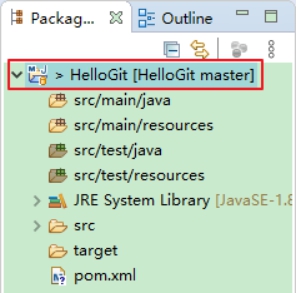 Packag... Outline
> HelloGit [HelloGit master]
src/main/java
src/main/resources
src/test/java
src/test/resources
JRE System Library [JavaSE-1.8
src
target
pom.xml